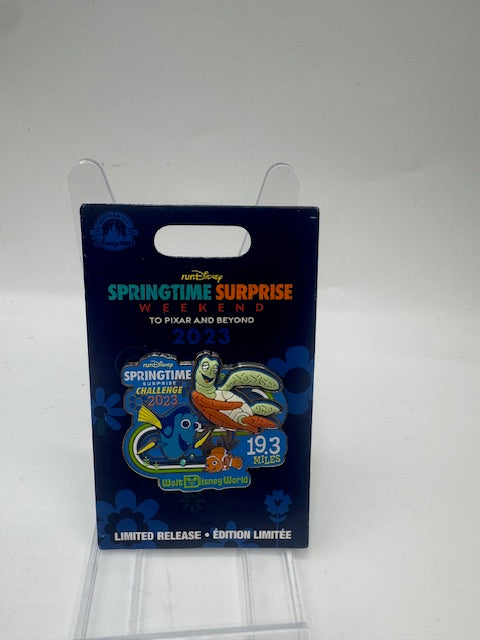 runDisney
SPRINGTIME SURPRISE
WEEKEND
TO PIXAR AND BEYOND
2023
runDisney
SPRINGTIME
SURPRISE
CHALLENGE
2023
19.3
MILES
Walt Disney World
LIMITED RELEASE • ÉDITION LIMITÉE